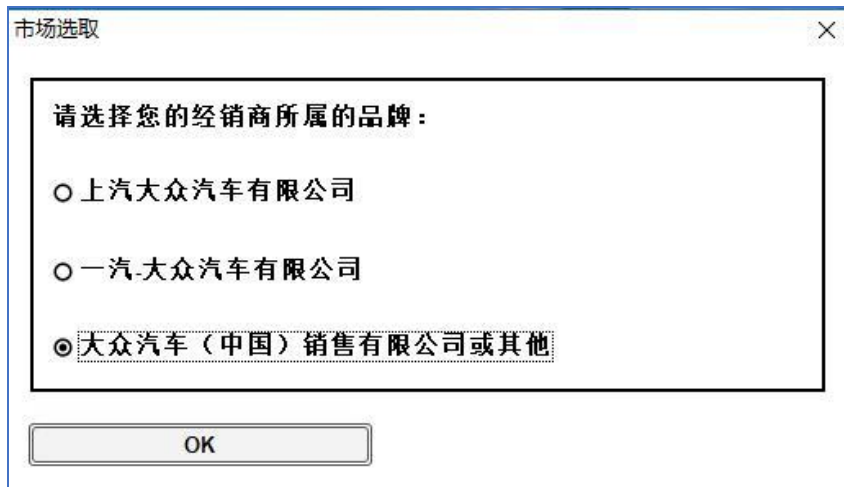 市场选取
请选择您的经销商所属的品牌：
上汽大众汽车有限公司
一汽-大众汽车有限公司
大众汽车（中国）销售有限公司或其他
OK